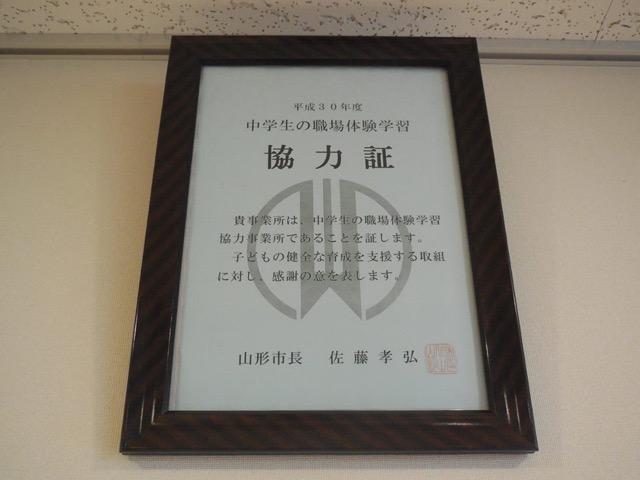 平成30年度
中学生の職場体験学習
協力証
貴事業所は、中学生の職場体験学習
協力事業所であることを証します。
子どもの健全な育成を支援する取組
に対し、感謝の意を表します。
山形市長 佐藤孝弘